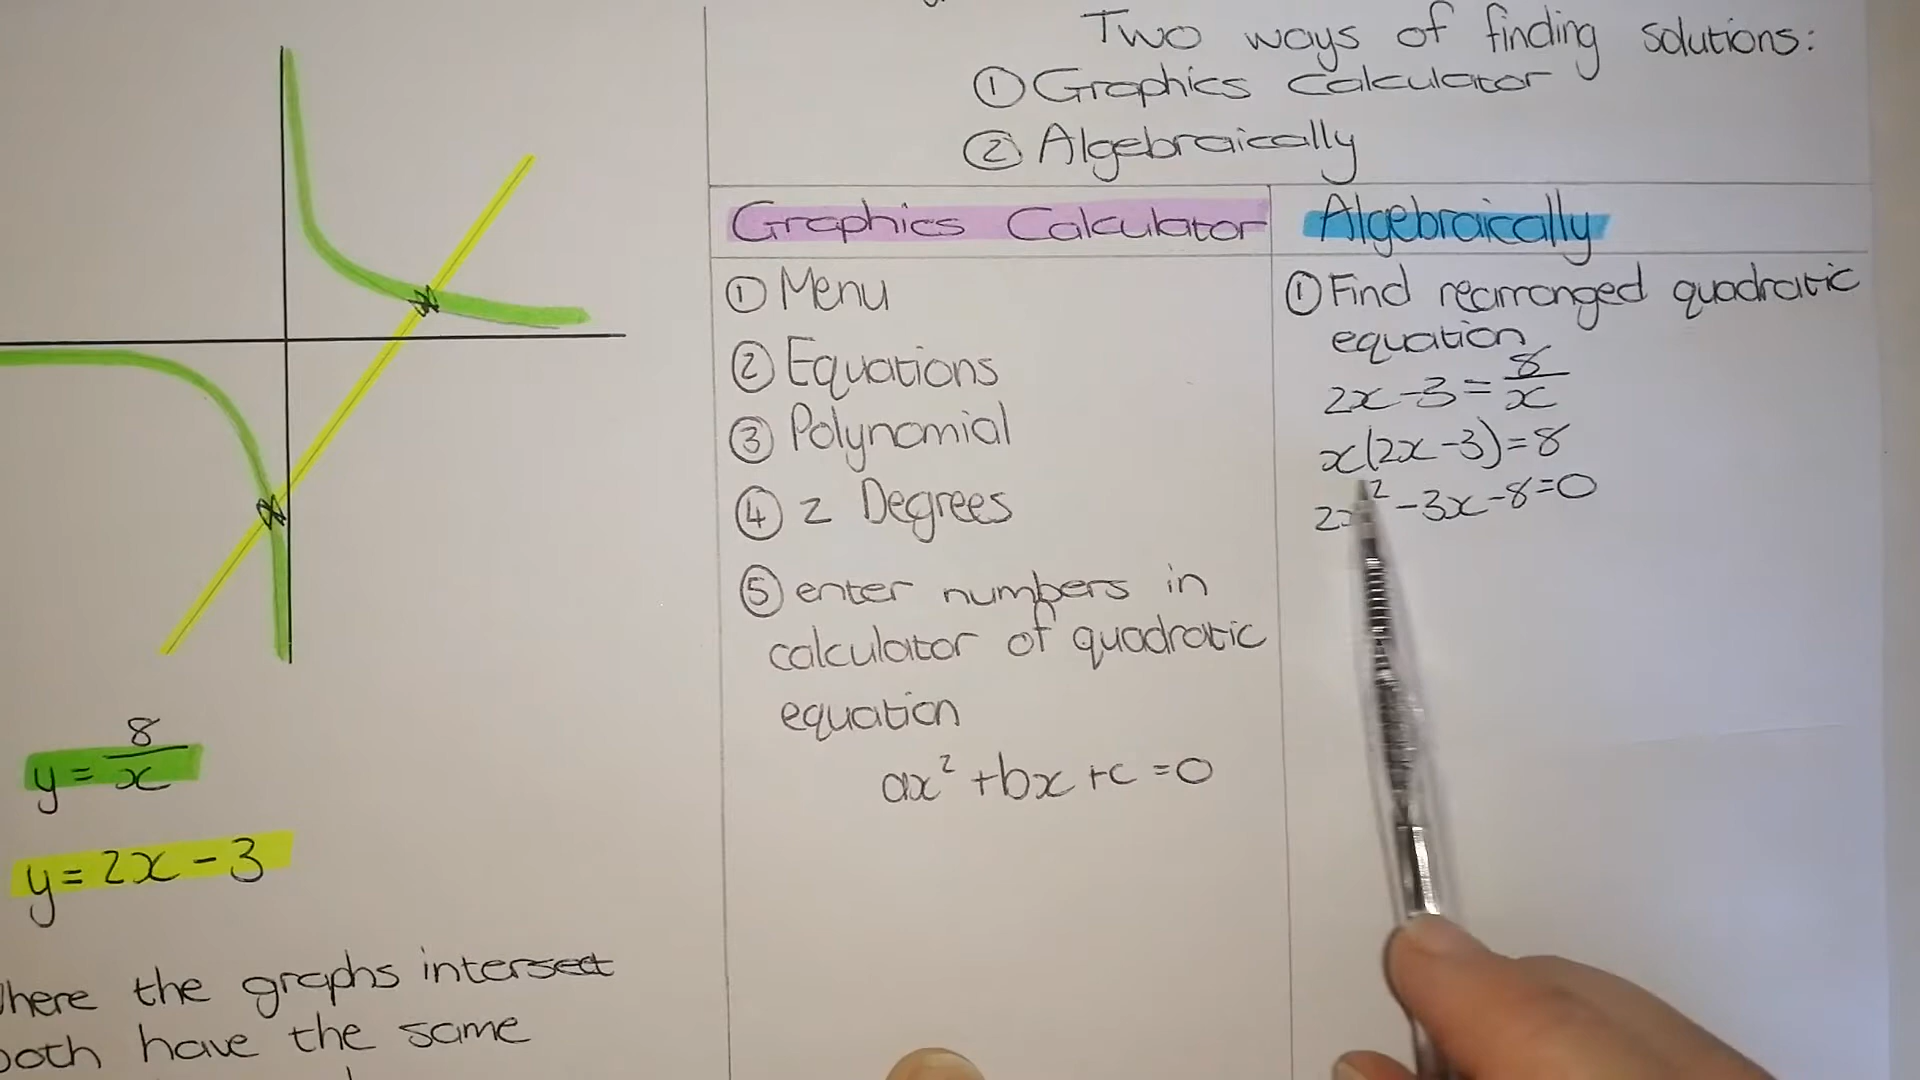 Two ways of finding solutions:
① Graphics Calculator
② Algebraically
Graphics Calculator
① Menu
② Equations
③ Polynomial
④ 2 Degrees
⑤ enter numbers in
calculator of quadratic
equation
ax² + bx + c = 0
Algebraically
① Find rearranged quadratic
equation
2x - 3 = 8/x
x(2x - 3) = 8
2x² - 3x - 8 = 0
y = 8/x
y = 2x - 3
the graphs intersect
have the same